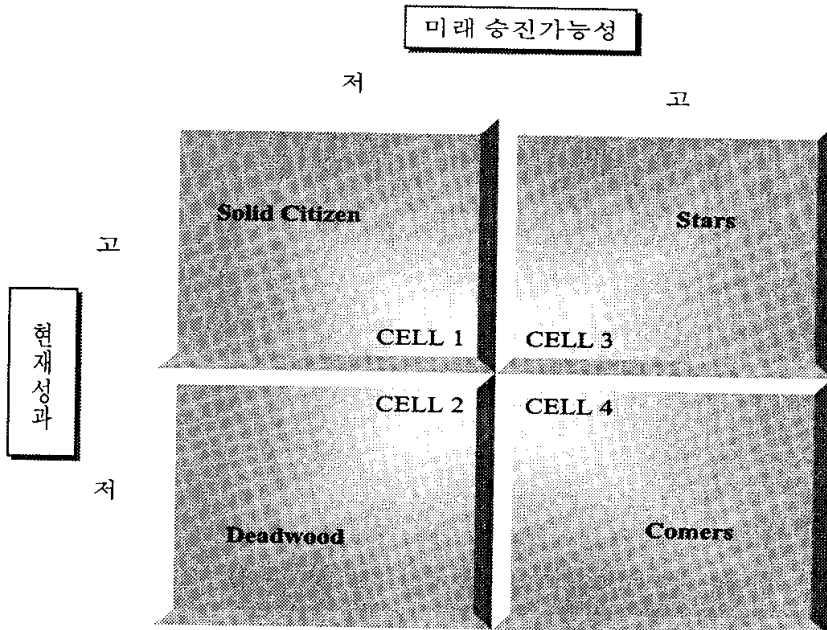 미래 승진가능성
저
고
Solid Citizen
Stars
고
CELL 1
CELL 3
현재성과
CELL 2
CELL 4
저
Deadwood
Comers